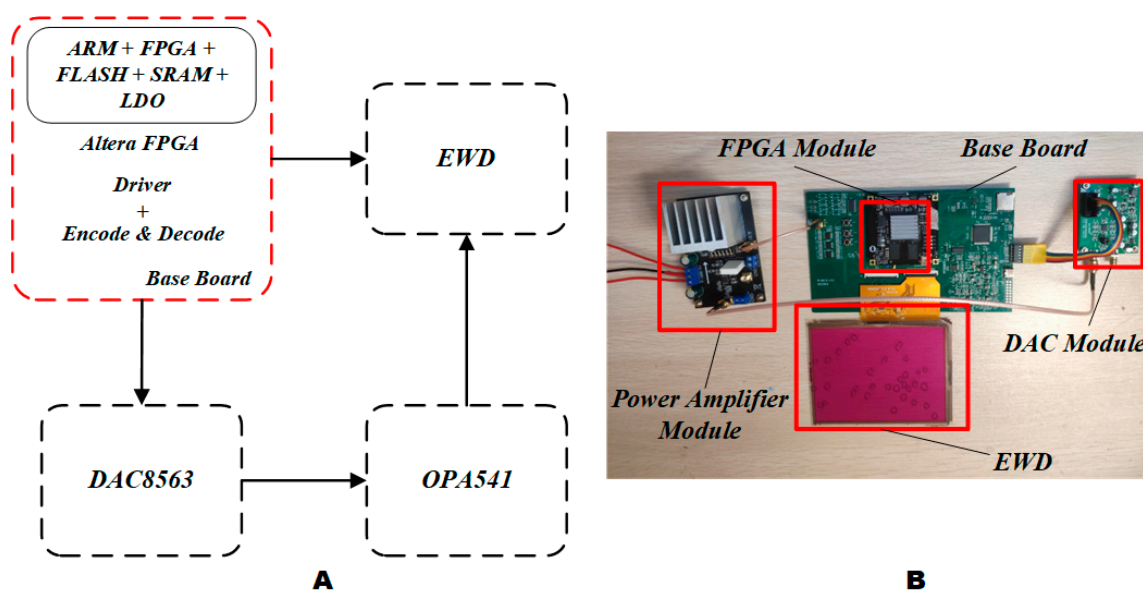 ARM + FPGA +
FLASH + SRAM +
LDO
Altera FPGA
Driver
+
Encode & Decode
Base Board
EWD
DAC8563
OPA541
A
FPGA Module
Base Board
DAC Module
Power Amplifier
Module
EWD
B